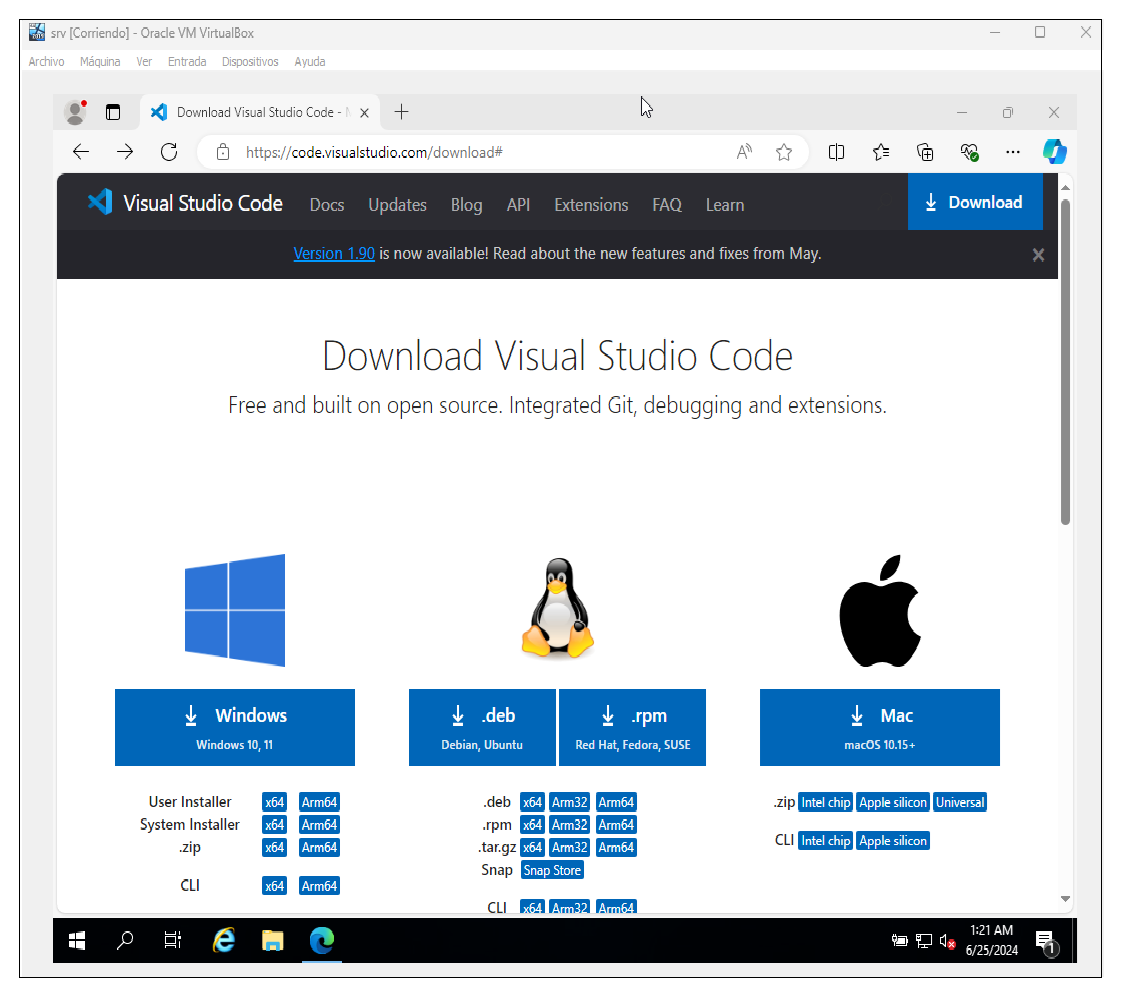 srv [Corriendo] - Oracle VM VirtualBox
Archivo Máquina Ver Entrada Dispositivos Ayuda
Download Visual Studio Code - M
https://code.visualstudio.com/download#
Visual Studio Code Docs Updates Blog API Extensions FAQ Learn Download
Version 1.90 is now available! Read about the new features and fixes from May.
Download Visual Studio Code
Free and built on open source. Integrated Git, debugging and extensions.
Windows
Windows 10, 11
.deb
Debian, Ubuntu
.rpm
Red Hat, Fedora, SUSE
Mac
macOS 10.15+
User Installer x64 Arm64
System Installer x64 Arm64
.zip x64 Arm64
CLI x64 Arm64
.deb x64 Arm32 Arm64
.rpm x64 Arm32 Arm64
.tar.gz x64 Arm32 Arm64
Snap Snap Store
CLI x64 Arm32 Arm64
.zip Intel chip Apple silicon Universal
CLI Intel chip Apple silicon
1:21 AM
6/25/2024
1